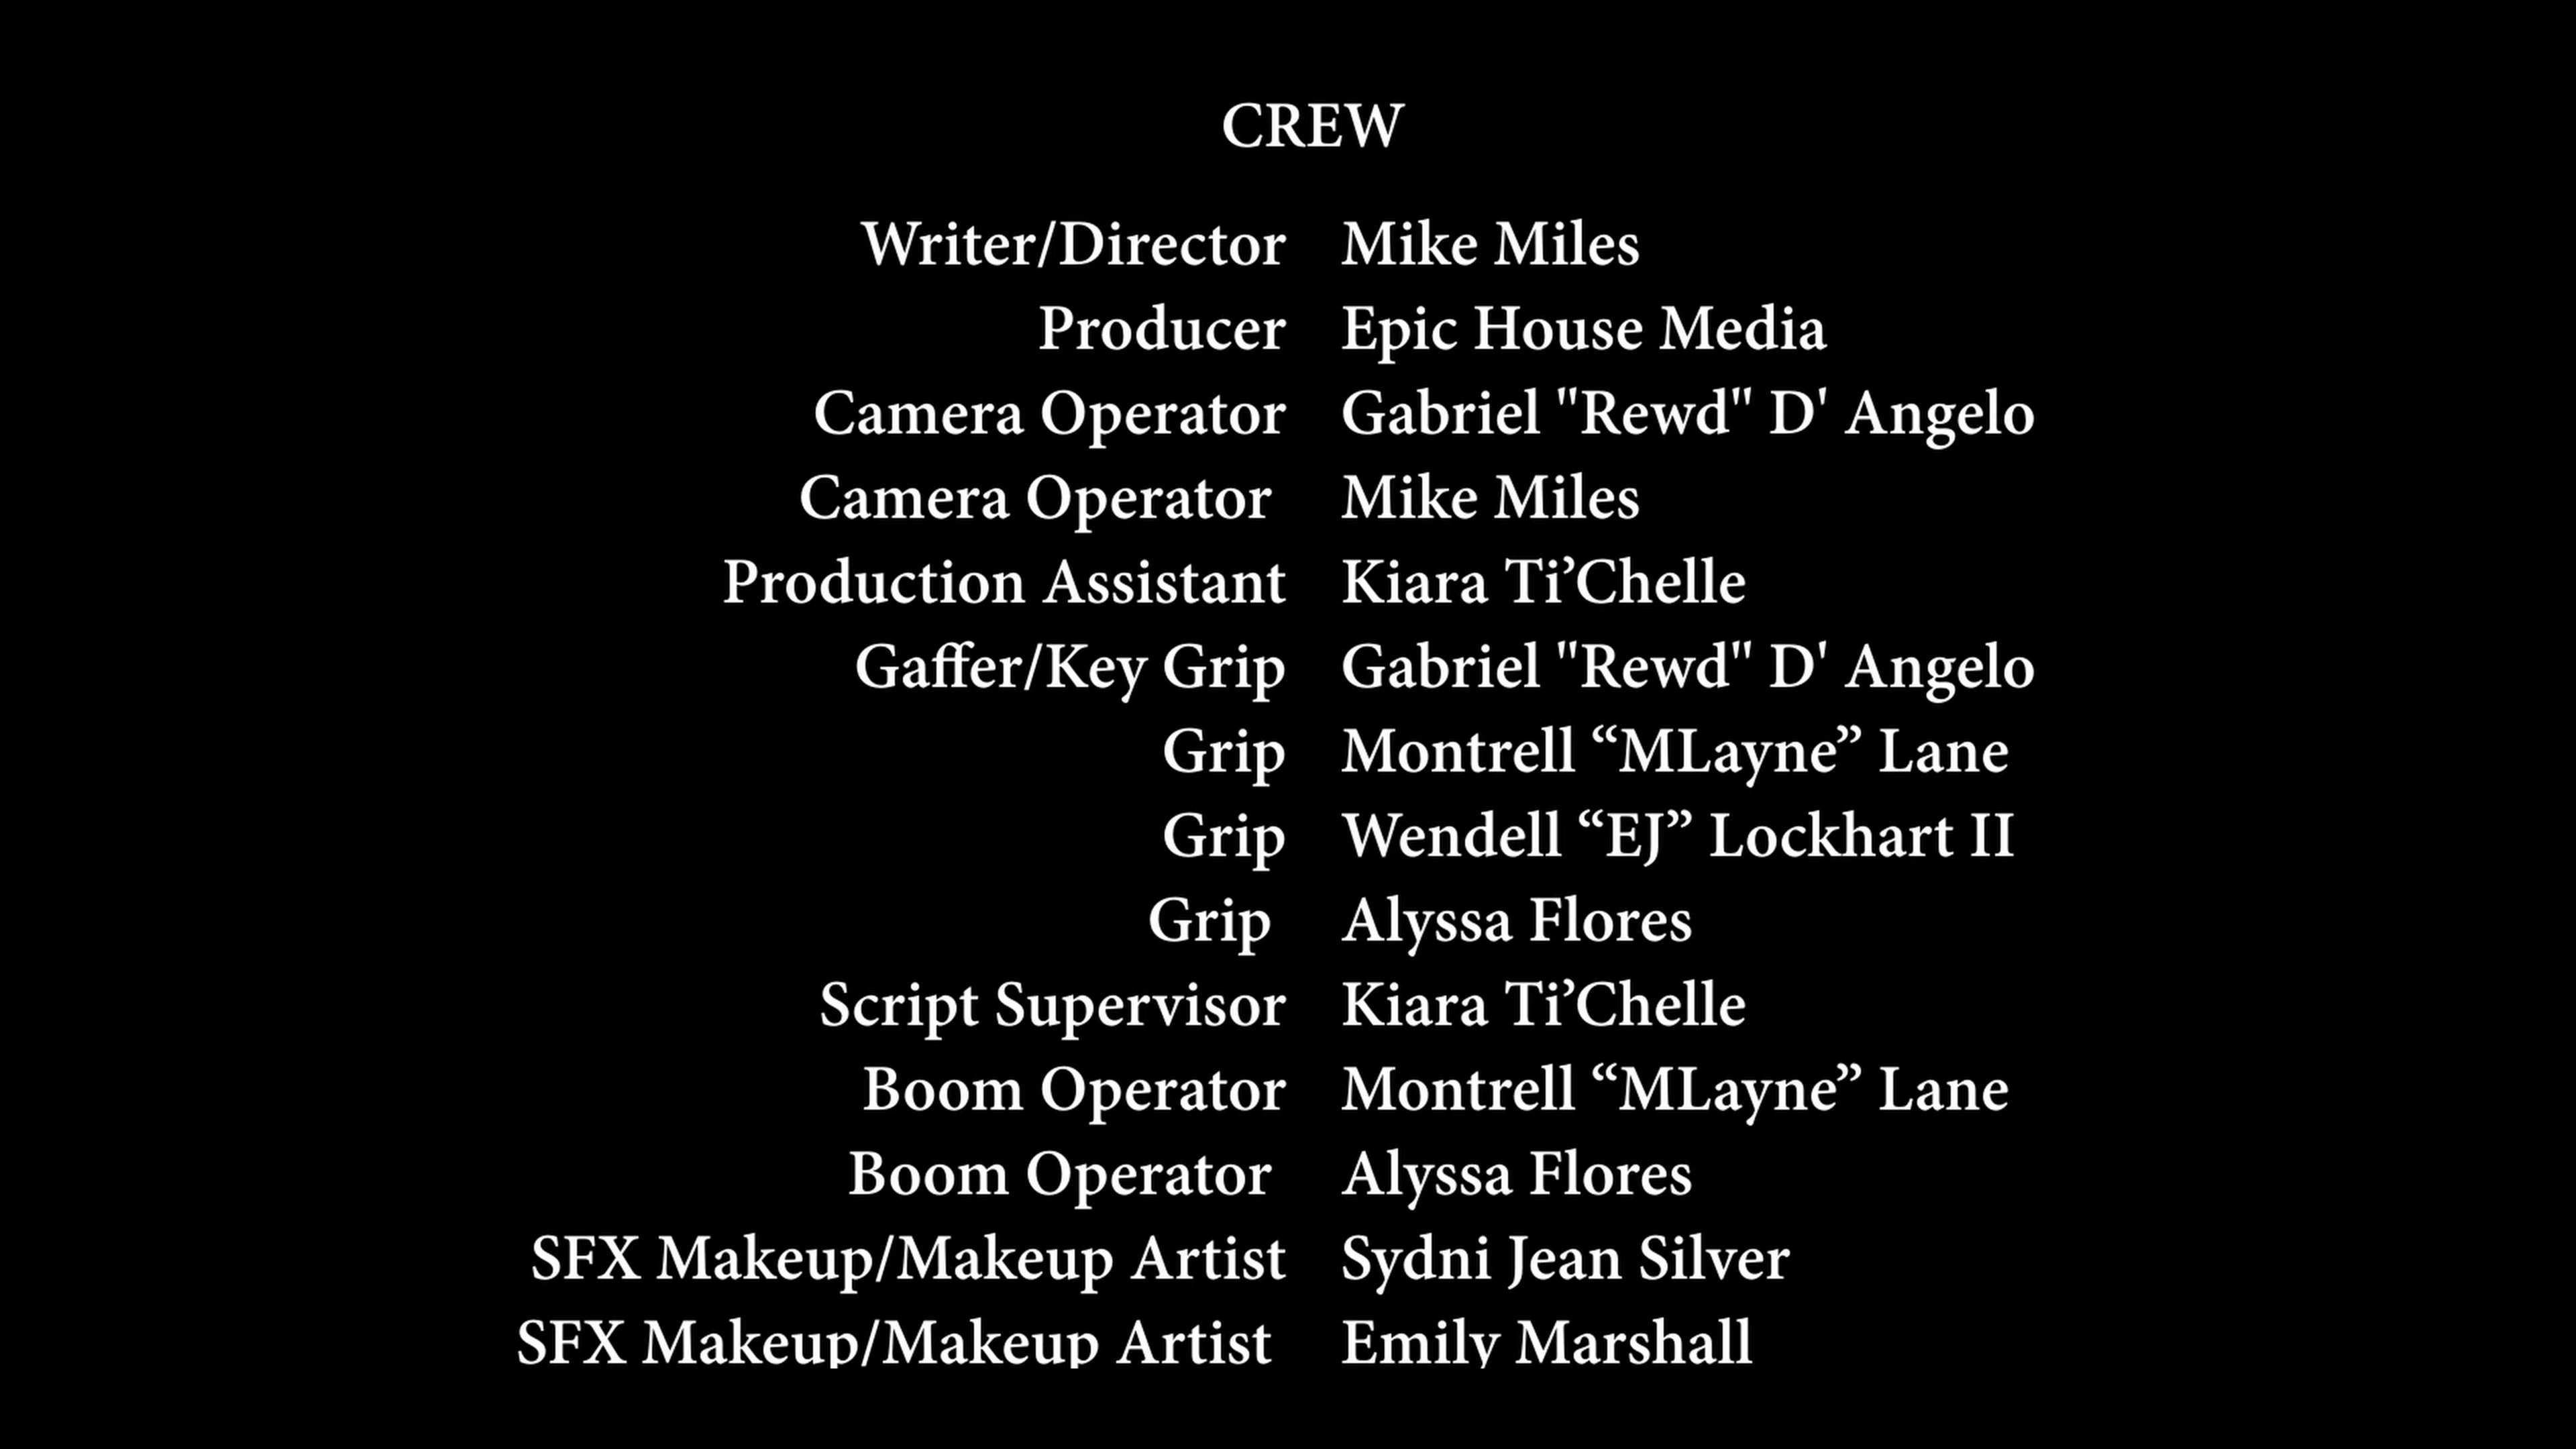 CREW
Writer/Director Mike Miles
Producer Epic House Media
Camera Operator Gabriel "Rewd" D' Angelo
Camera Operator Mike Miles
Production Assistant Kiara Ti’Chelle
Gaffer/Key Grip Gabriel "Rewd" D' Angelo
Grip Montrell “MLayne” Lane
Grip Wendell “EJ” Lockhart II
Grip Alyssa Flores
Script Supervisor Kiara Ti’Chelle
Boom Operator Montrell “MLayne” Lane
Boom Operator Alyssa Flores
SFX Makeup/Makeup Artist Sydni Jean Silver
SFX Makeup/Makeup Artist Emily Marshall